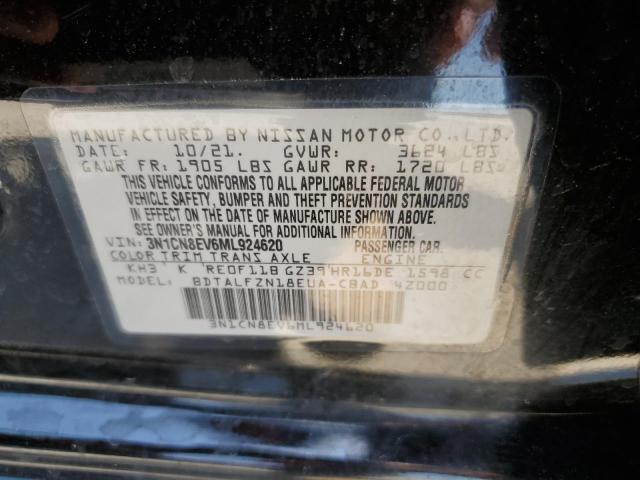 MANUFACTURED BY NISSAN MOTOR CO.,LTD.
DATE: 10/21. GVWR: 3624 LBS
GAWR FR: 1905 LBS GAWR RR: 1720 LBS
THIS VEHICLE CONFORMS TO ALL APPLICABLE FEDERAL MOTOR
VEHICLE SAFETY, BUMPER AND THEFT PREVENTION STANDARDS
IN EFFECT ON THE DATE OF MANUFACTURE SHOWN ABOVE.
SEE OWNER'S MANUAL FOR ADDITIONAL INFORMATION.
VIN: 3N1CN8EV6ML924620 PASSENGER CAR.
COLOR TRIM TRANS AXLE ENGINE
KH3 K RE0F11B GZ39 HR16DE 1598 CC
MODEL: BDTALFZN18EUA-CBAD 4Z000
3N1CN8EV6ML924620